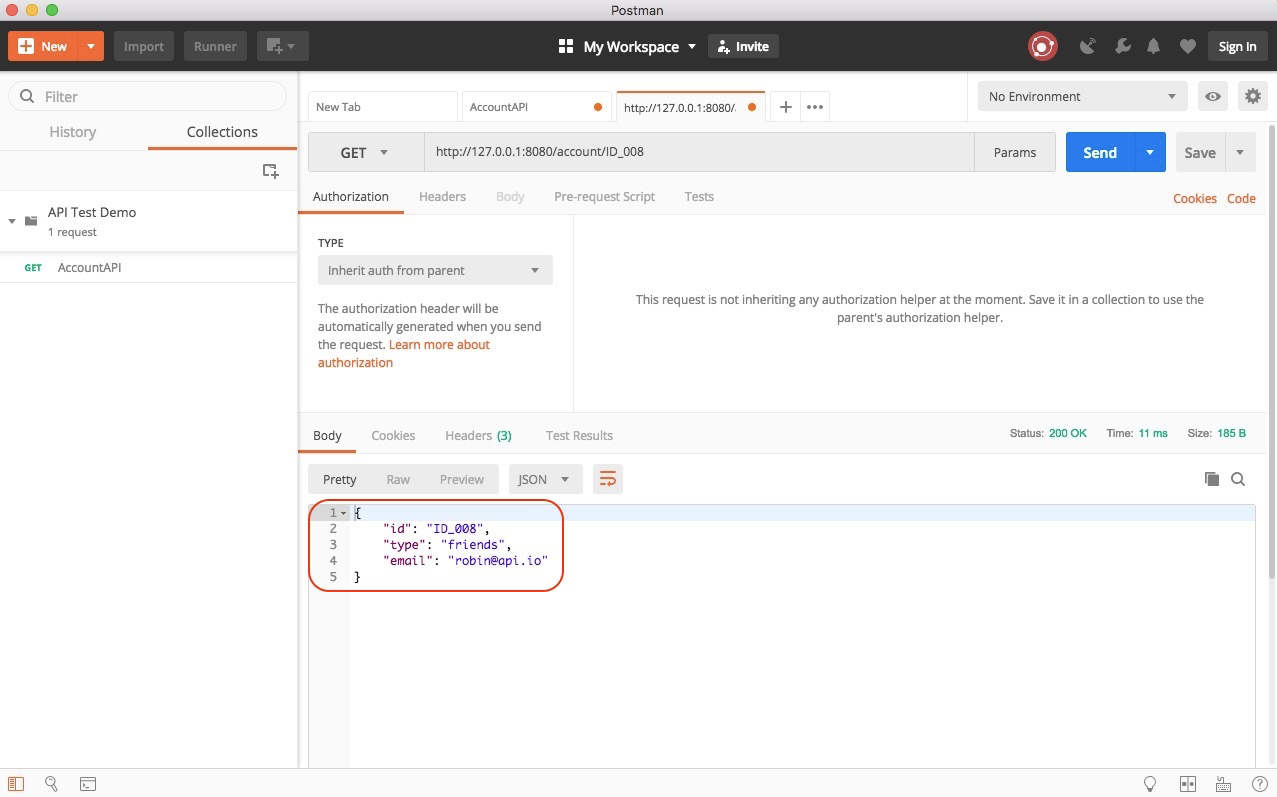 Postman
New
Import
Runner
My Workspace
Invite
Sign In
Filter
History
Collections
API Test Demo
1 request
GET AccountAPI
New Tab
AccountAPI
http://127.0.0.1:8080/
No Environment
GET
http://127.0.0.1:8080/account/ID_008
Params
Send
Save
Authorization
Headers
Body
Pre-request Script
Tests
Cookies
Code
TYPE
Inherit auth from parent
The authorization header will be
automatically generated when you send
the request. Learn more about
authorization
This request is not inheriting any authorization helper at the moment. Save it in a collection to use the
parent's authorization helper.
Body
Cookies
Headers (3)
Test Results
Status: 200 OK
Time: 11 ms
Size: 185 B
Pretty
Raw
Preview
JSON
1 {
2 "id": "ID_008",
3 "type": "friends",
4 "email": "robin@api.io"
5 }